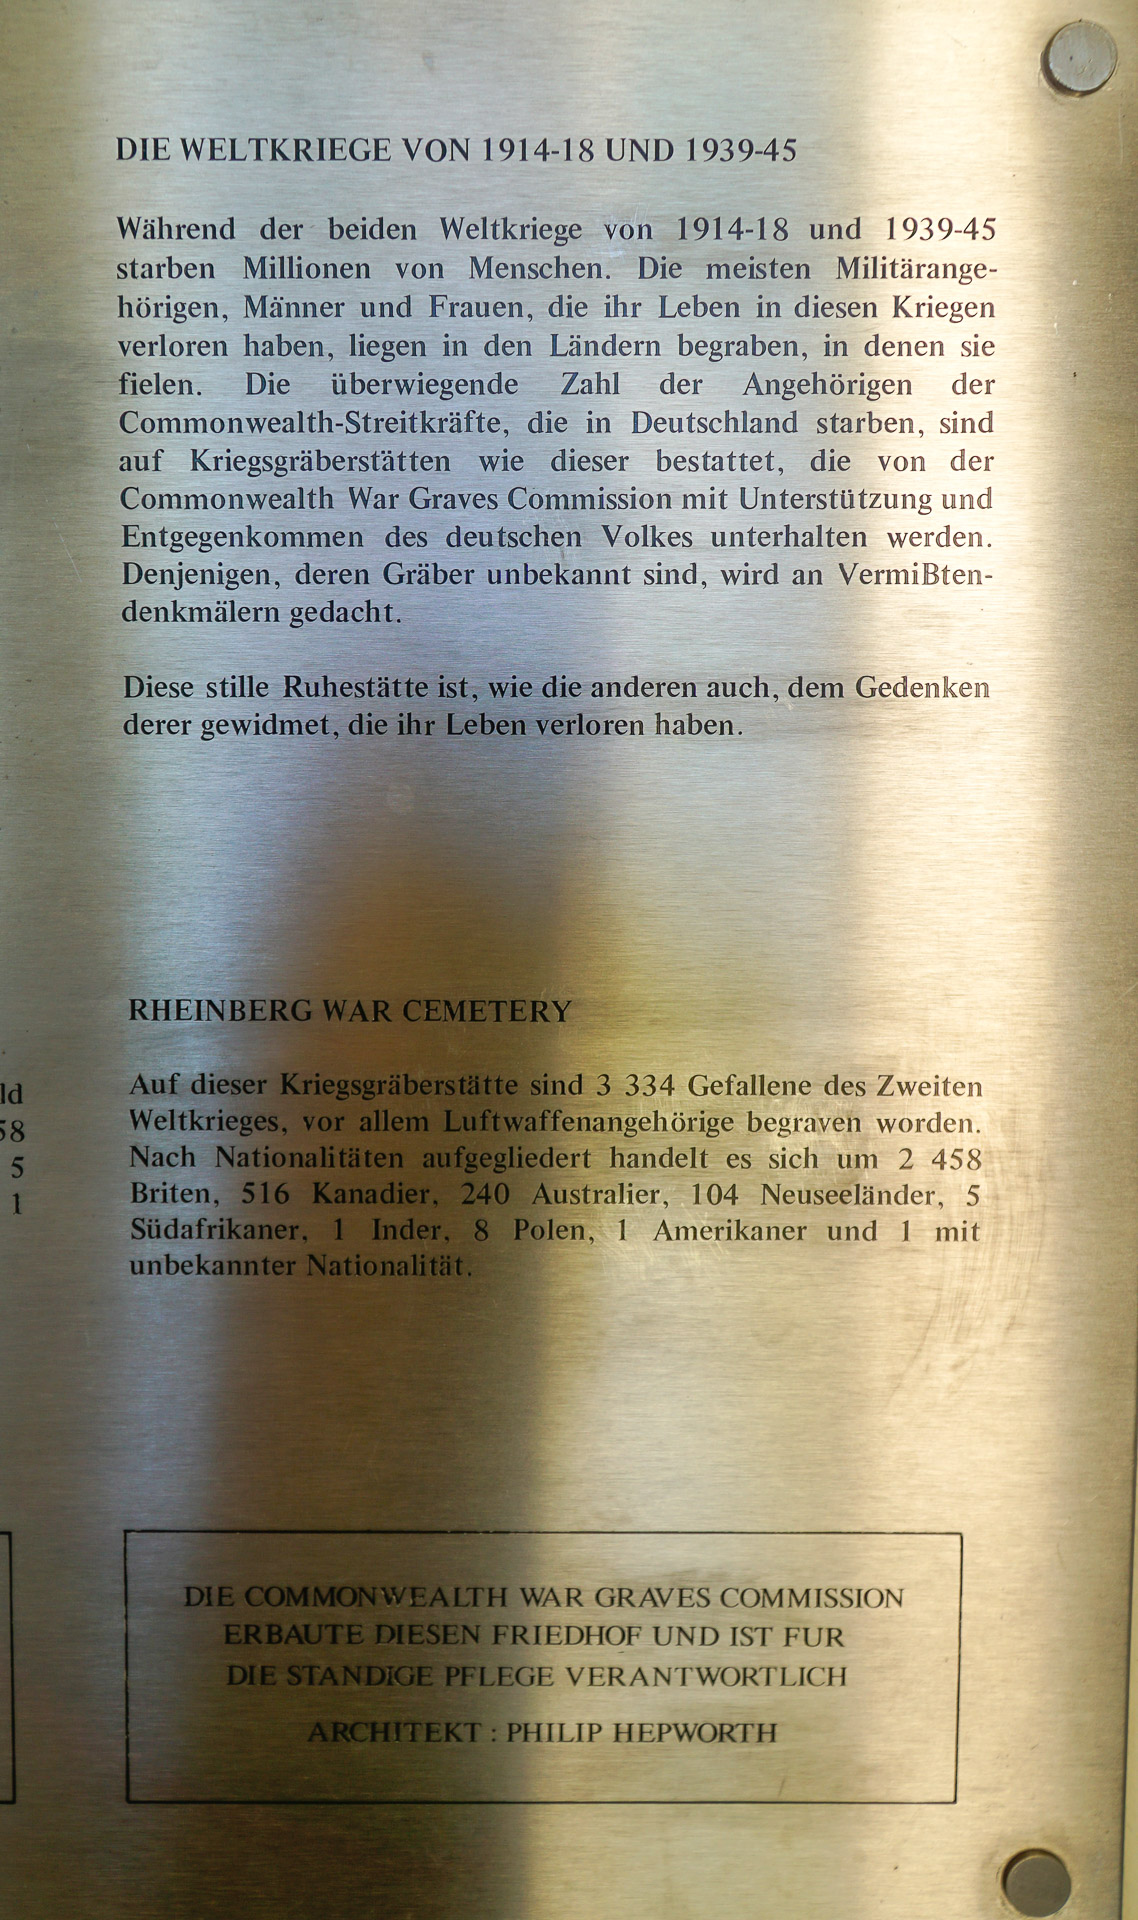 DIE WELTKRIEGE VON 1914-18 UND 1939-45
Während der beiden Weltkriege von 1914-18 und 1939-45
starben Millionen von Menschen. Die meisten Militärange-
hörigen, Männer und Frauen, die ihr Leben in diesen Kriegen
verloren haben, liegen in den Ländern begraben, in denen sie
fielen. Die überwiegende Zahl der Angehörigen der
Commonwealth-Streitkräfte, die in Deutschland starben, sind
auf Kriegsgräberstätten wie dieser bestattet, die von der
Commonwealth War Graves Commission mit Unterstützung und
Entgegenkommen des deutschen Volkes unterhalten werden.
Denjenigen, deren Gräber unbekannt sind, wird an Vermißten-
denkmälern gedacht.
Diese stille Ruhestätte ist, wie die anderen auch, dem Gedenken
derer gewidmet, die ihr Leben verloren haben.
RHEINBERG WAR CEMETERY
Auf dieser Kriegsgräberstätte sind 3 334 Gefallene des Zweiten
Weltkrieges, vor allem Luftwaffenangehörige begraven worden.
Nach Nationalitäten aufgegliedert handelt es sich um 2 458
Briten, 516 Kanadier, 240 Australier, 104 Neuseeländer, 5
Südafrikaner, 1 Inder, 8 Polen, 1 Amerikaner und 1 mit
unbekannter Nationalität.
ld
58
5
1
DIE COMMONWEALTH WAR GRAVES COMMISSION
ERBAUTE DIESEN FRIEDHOF UND IST FUR
DIE STANDIGE PFLEGE VERANTWORTLICH
ARCHITEKT : PHILIP HEPWORTH